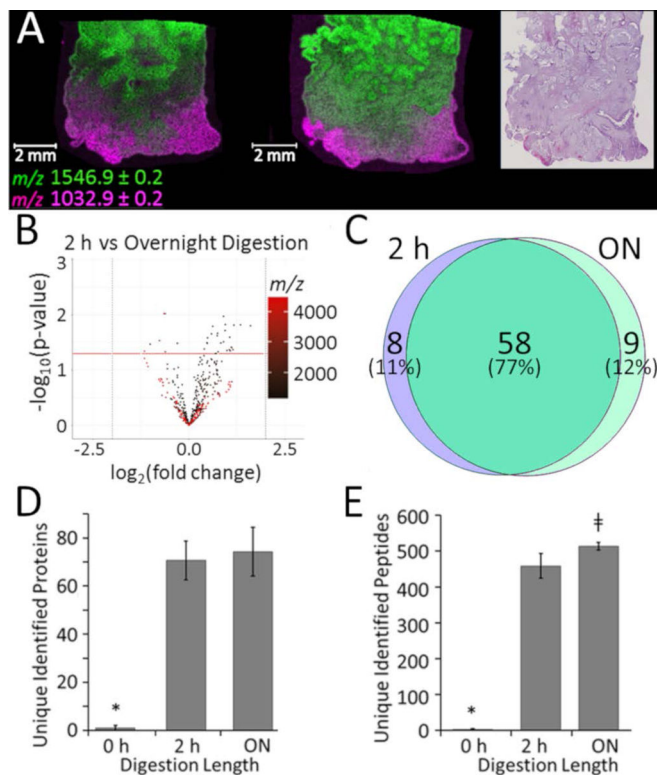 A
2 mm
2 mm
m/z 1546.9 ± 0.2
m/z 1032.9 ± 0.2
B
2 h vs Overnight Digestion
-log10(p-value)
3
2
1
0
-2.5
0.0
2.5
log2(fold change)
m/z
4000
3000
2000
C
2 h
ON
8
(11%)
58
(77%)
9
(12%)
D
Unique Identified Proteins
80
60
40
20
0
*
0 h
2 h
ON
Digestion Length
E
Unique Identified Peptides
600
500
400
300
200
100
0
*
ǂ
0 h
2 h
ON
Digestion Length